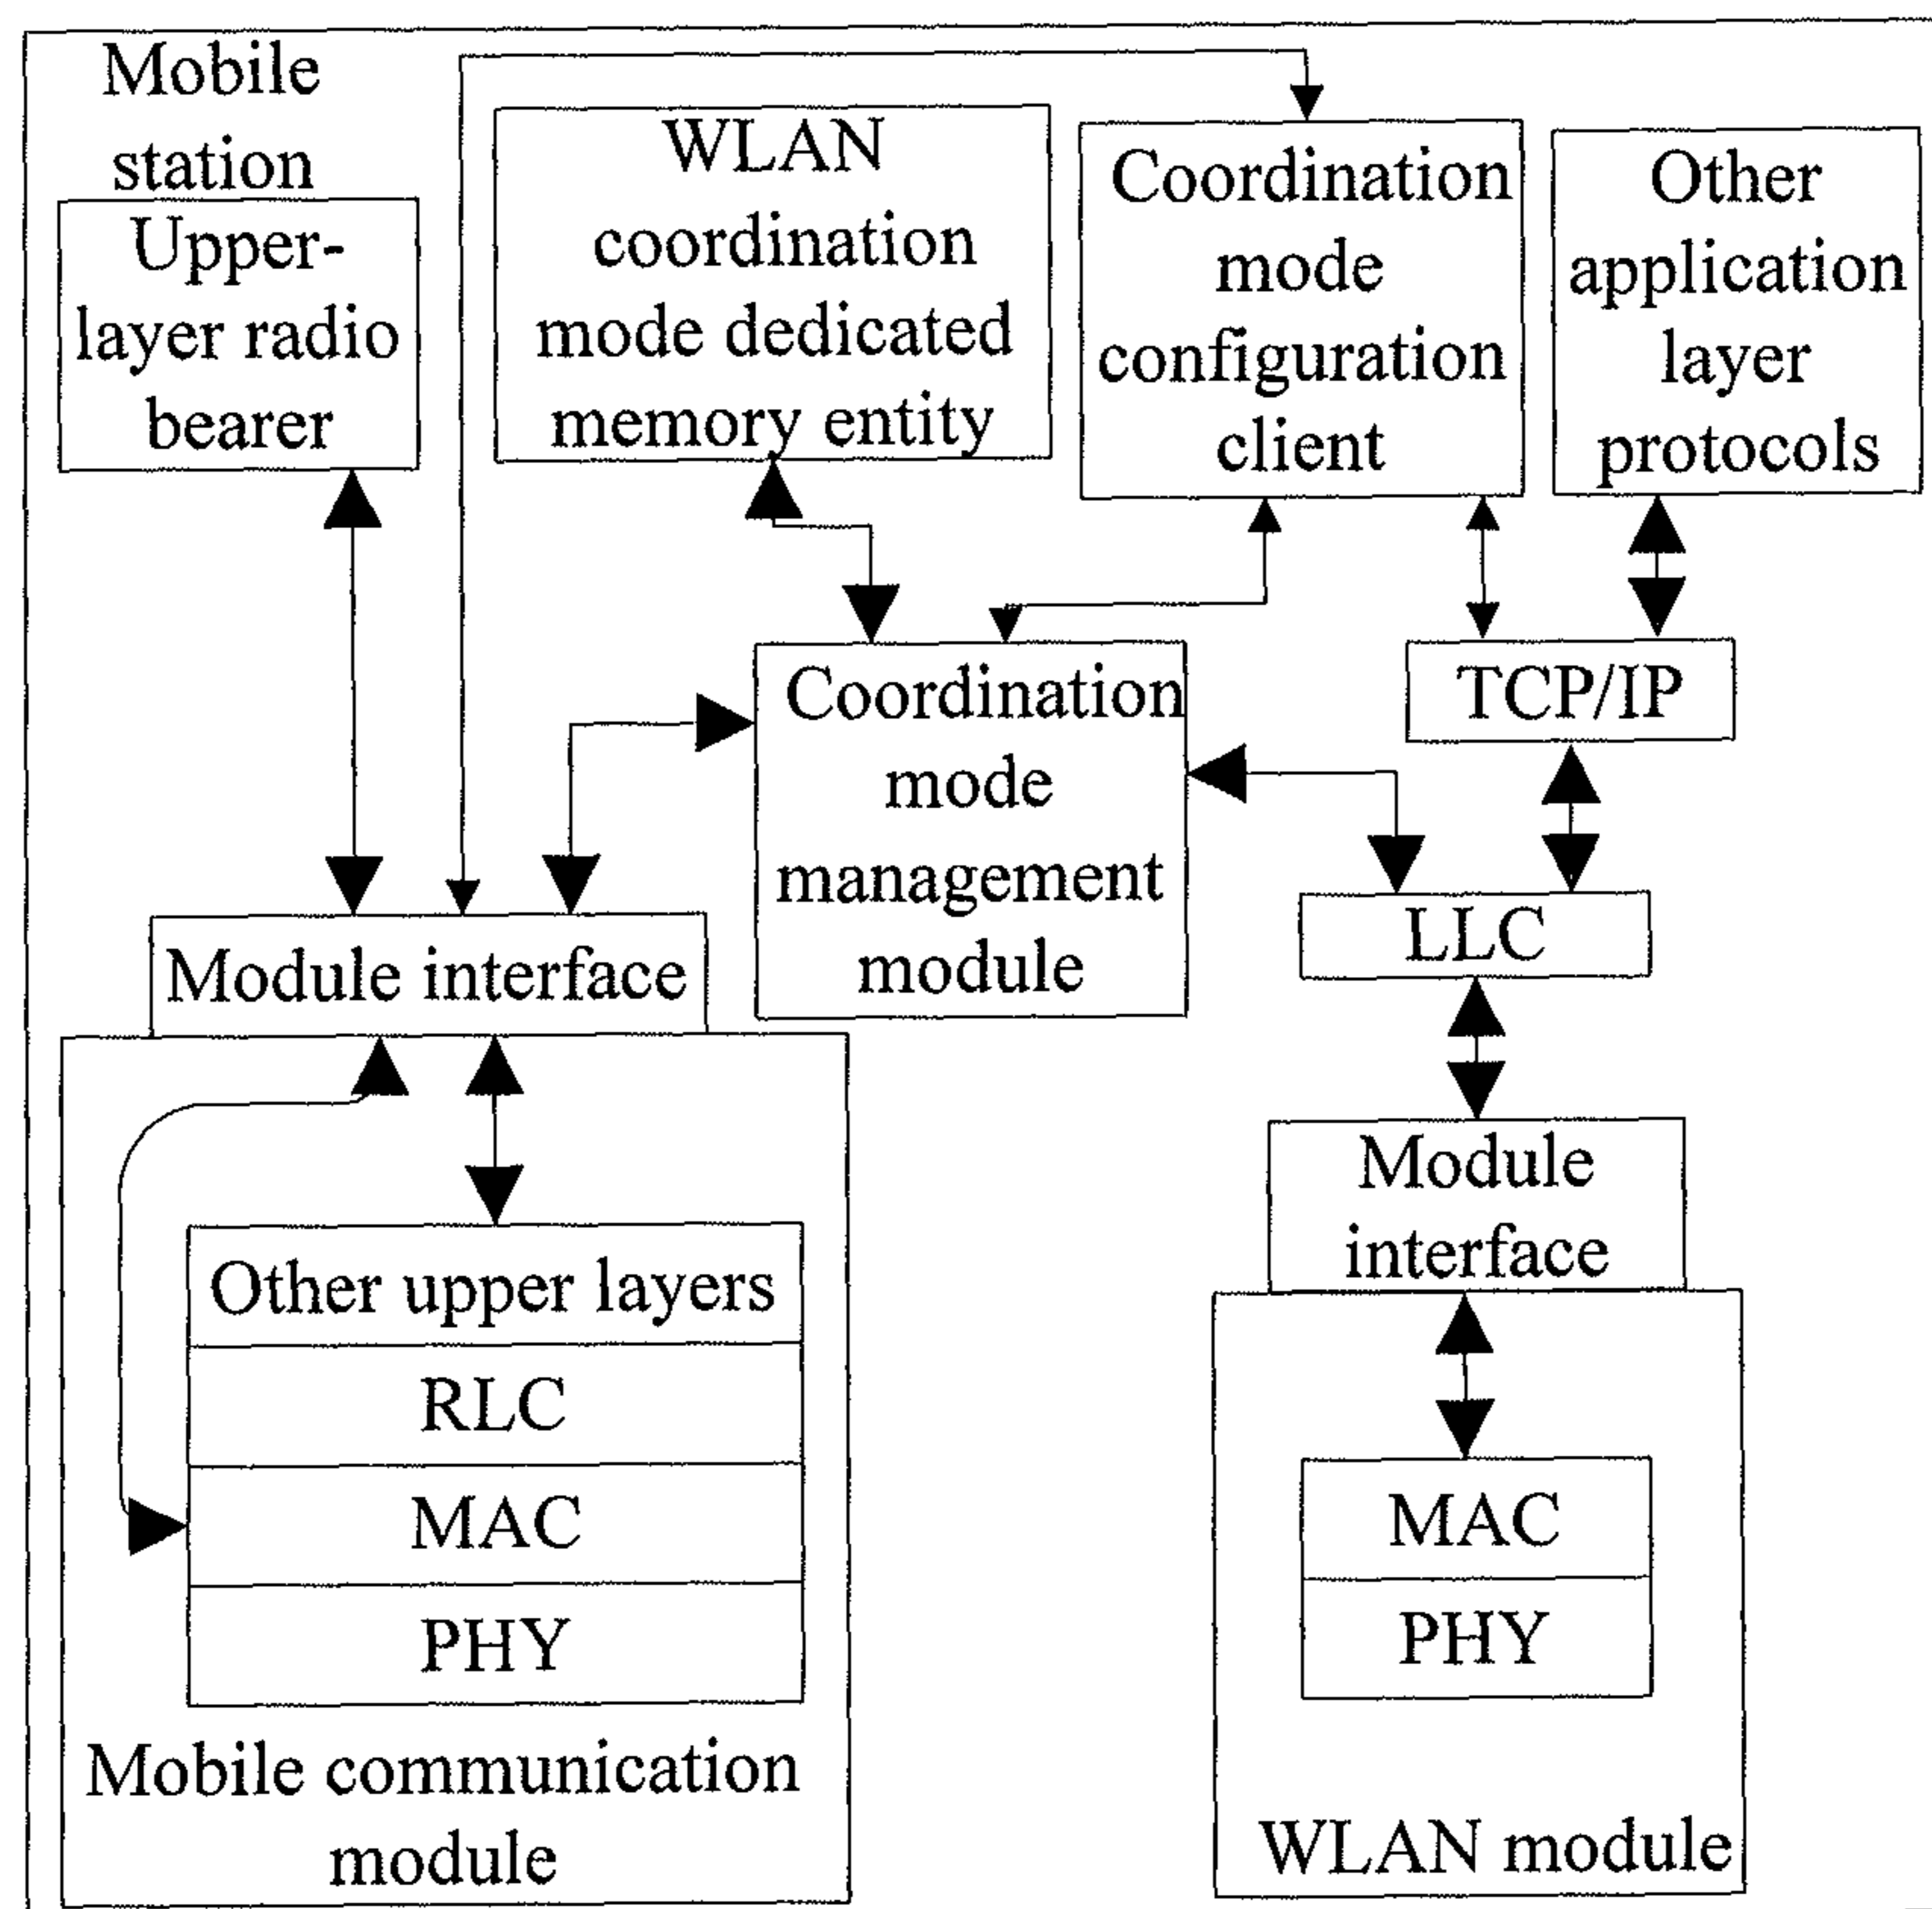 Mobile
station
Upper-
layer radio
bearer
WLAN
coordination
mode dedicated
memory entity
Coordination
mode
configuration
client
Other
application
layer
protocols
Coordination
mode
management
module
TCP/IP
LLC
Module interface
Other upper layers
RLC
MAC
PHY
Mobile communication
module
Module
interface
MAC
PHY
WLAN module